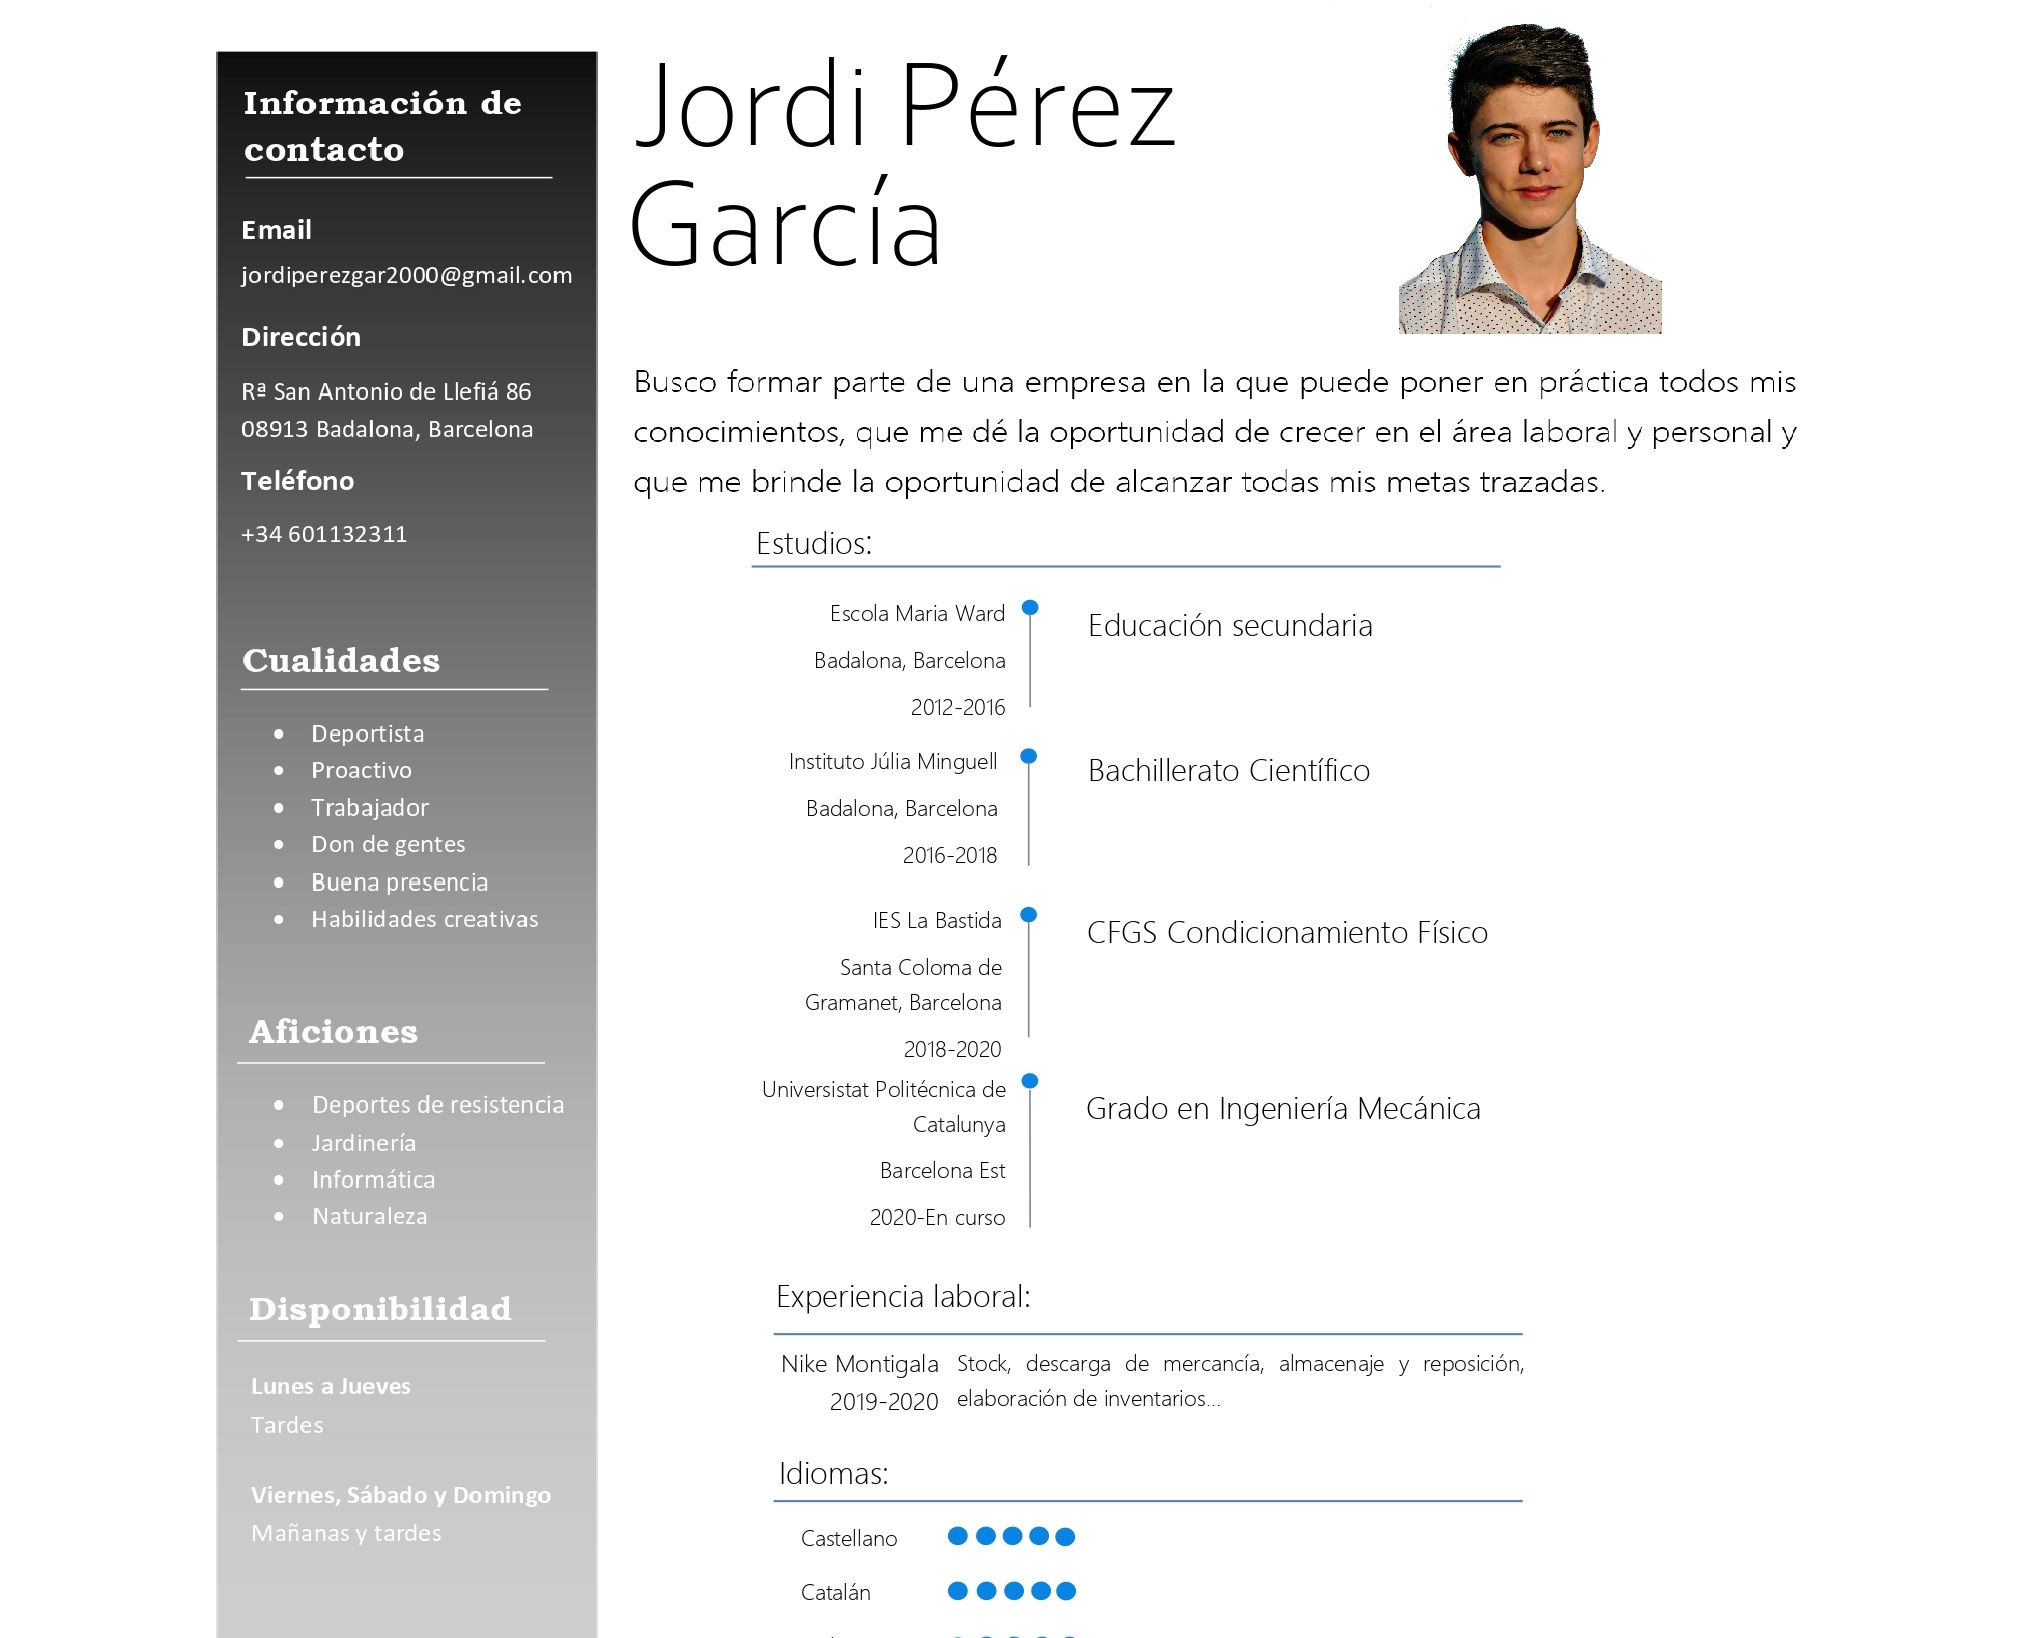 Información de
contacto
Email
jordiperezgar2000@gmail.com
Dirección
Rª San Antonio de Llefiá 86
08913 Badalona, Barcelona
Teléfono
+34 601132311
Cualidades
• Deportista
• Proactivo
• Trabajador
• Don de gentes
• Buena presencia
• Habilidades creativas
Aficiones
• Deportes de resistencia
• Jardinería
• Informática
• Naturaleza
Disponibilidad
Lunes a Jueves
Tardes
Viernes, Sábado y Domingo
Mañanas y tardes
Jordi Pérez
García
Busco formar parte de una empresa en la que puede poner en práctica todos mis
conocimientos, que me dé la oportunidad de crecer en el área laboral y personal y
que me brinde la oportunidad de alcanzar todas mis metas trazadas.
Estudios:
Escola Maria Ward
Badalona, Barcelona
2012-2016
Educación secundaria
Instituto Júlia Minguell
Badalona, Barcelona
2016-2018
Bachillerato Científico
IES La Bastida
Santa Coloma de
Gramanet, Barcelona
2018-2020
CFGS Condicionamiento Físico
Universistat Politécnica de
Catalunya
Barcelona Est
2020-En curso
Grado en Ingeniería Mecánica
Experiencia laboral:
Nike Montigala
2019-2020
Stock, descarga de mercancía, almacenaje y reposición,
elaboración de inventarios...
Idiomas:
Castellano
Catalán